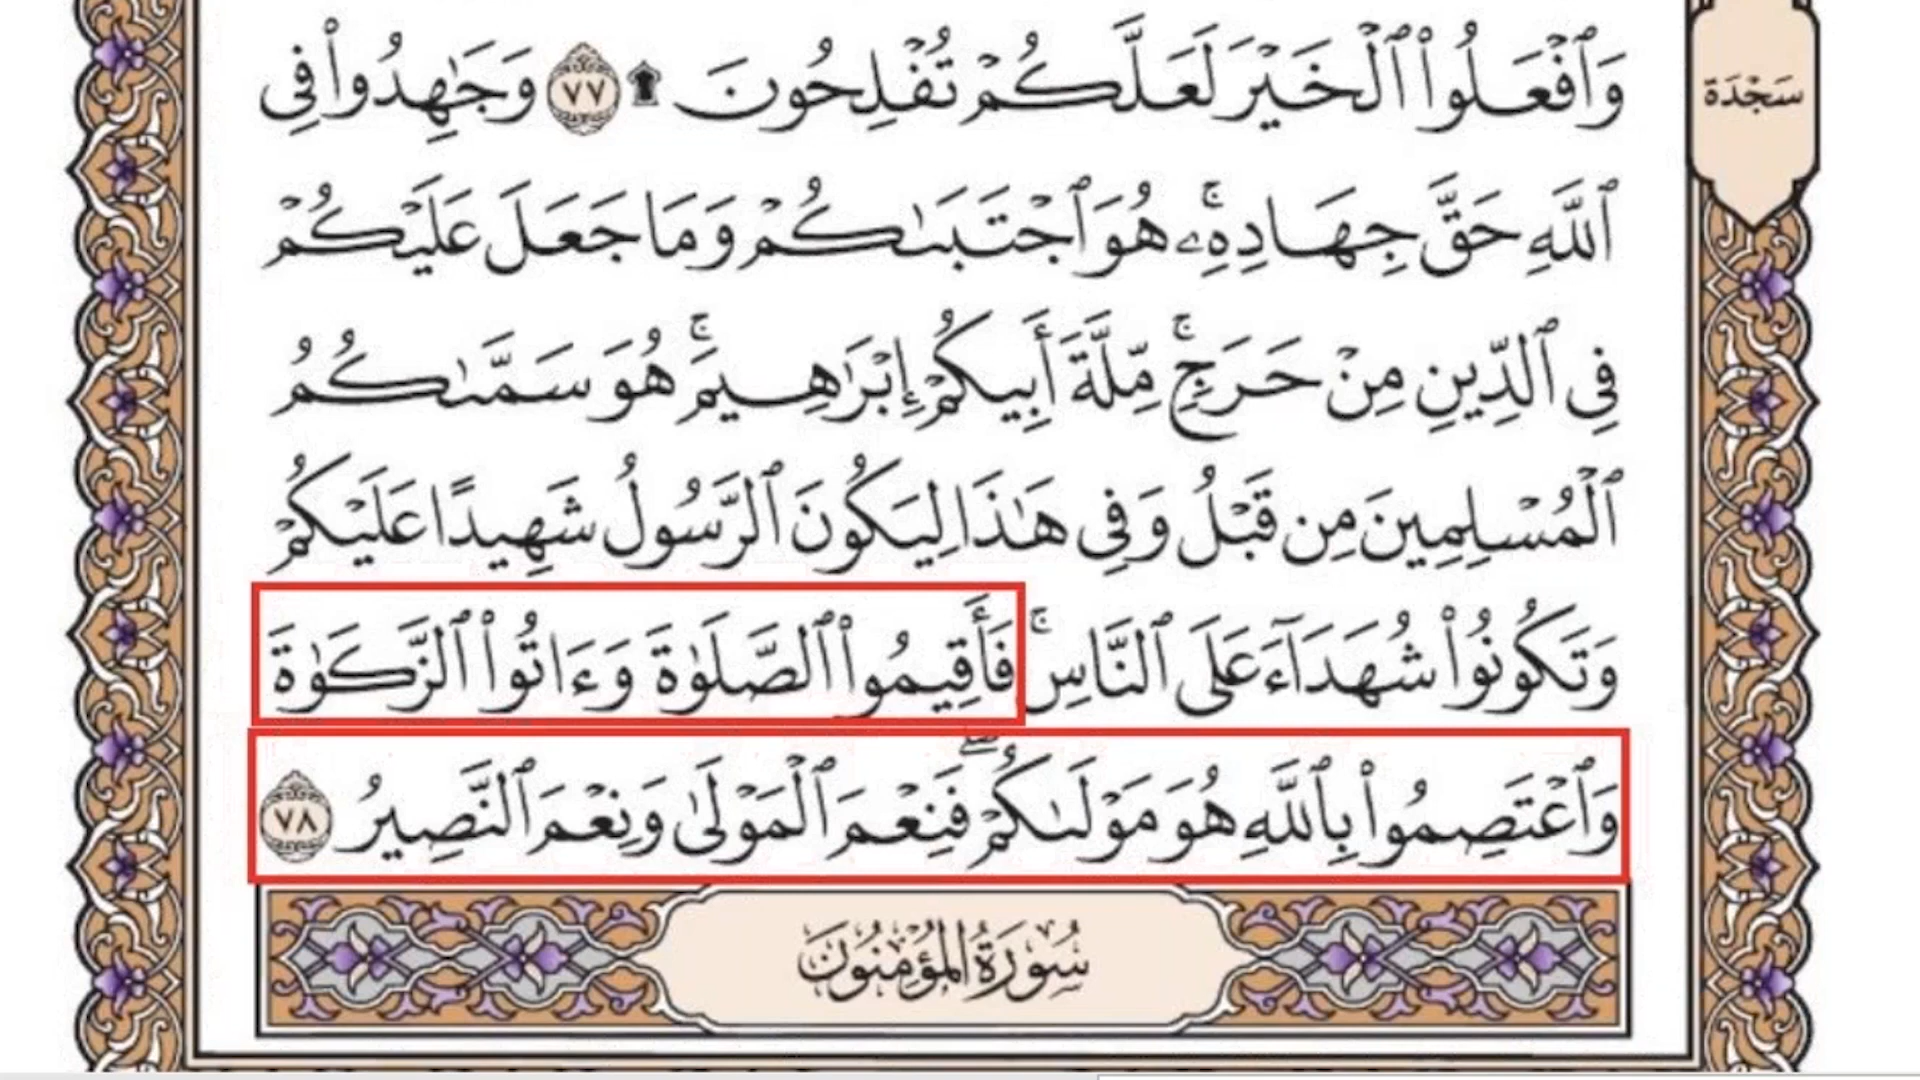 وَٱفْعَلُوا۟ ٱلْخَيْرَ لَعَلَّكُمْ تُفْلِحُونَ ۩ ٧٧ وَجَـٰهِدُوا۟ فِى
سَجْدَة
ٱللَّهِ حَقَّ جِهَادِهِۦ ۚ هُوَ ٱجْتَبَىٰكُمْ وَمَا جَعَلَ عَلَيْكُمْ
فِى ٱلدِّينِ مِنْ حَرَجٍ ۚ مِّلَّةَ أَبِيكُمْ إِبْرَٰهِيمَ ۚ هُوَ سَمَّىٰكُمُ
ٱلْمُسْلِمِينَ مِن قَبْلُ وَفِى هَـٰذَا لِيَكُونَ ٱلرَّسُولُ شَهِيدًا عَلَيْكُمْ
وَتَكُونُوا۟ شُهَدَآءَ عَلَى ٱلنَّاسِ ۚ فَأَقِيمُوا۟ ٱلصَّلَوٰةَ وَءَاتُوا۟ ٱلزَّكَوٰةَ
وَٱعْتَصِمُوا۟ بِٱللَّهِ هُوَ مَوْلَىٰكُمْ ۖ فَنِعْمَ ٱلْمَوْلَىٰ وَنِعْمَ ٱلنَّصِيرُ ٧٨
سُورَةُ المُؤْمِنُونَ